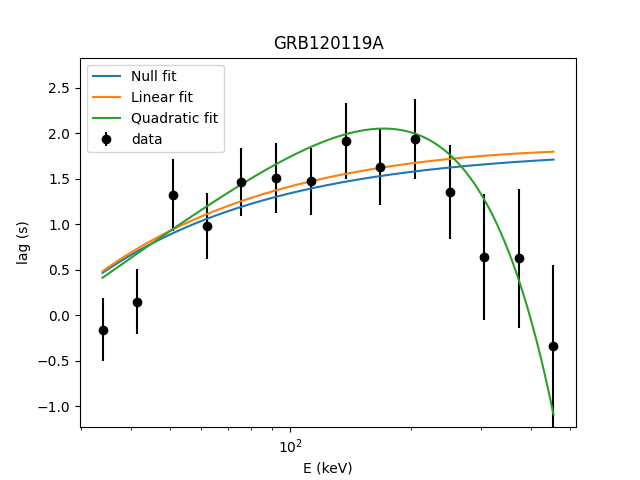 GRB120119A
Null fit
Linear fit
Quadratic fit
data
2.5
2.0
1.5
1.0
0.5
0.0
−0.5
−1.0
lag (s)
10²
E (keV)